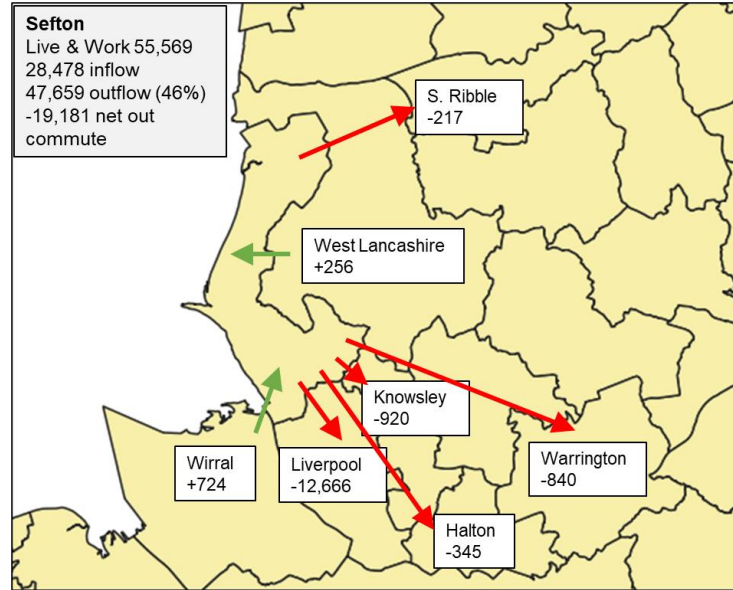 Sefton
Live & Work 55,569
28,478 inflow
47,659 outflow (46%)
-19,181 net out
commute
S. Ribble
-217
West Lancashire
+256
Knowsley
-920
Wirral
+724
Liverpool
-12,666
Warrington
-840
Halton
-345